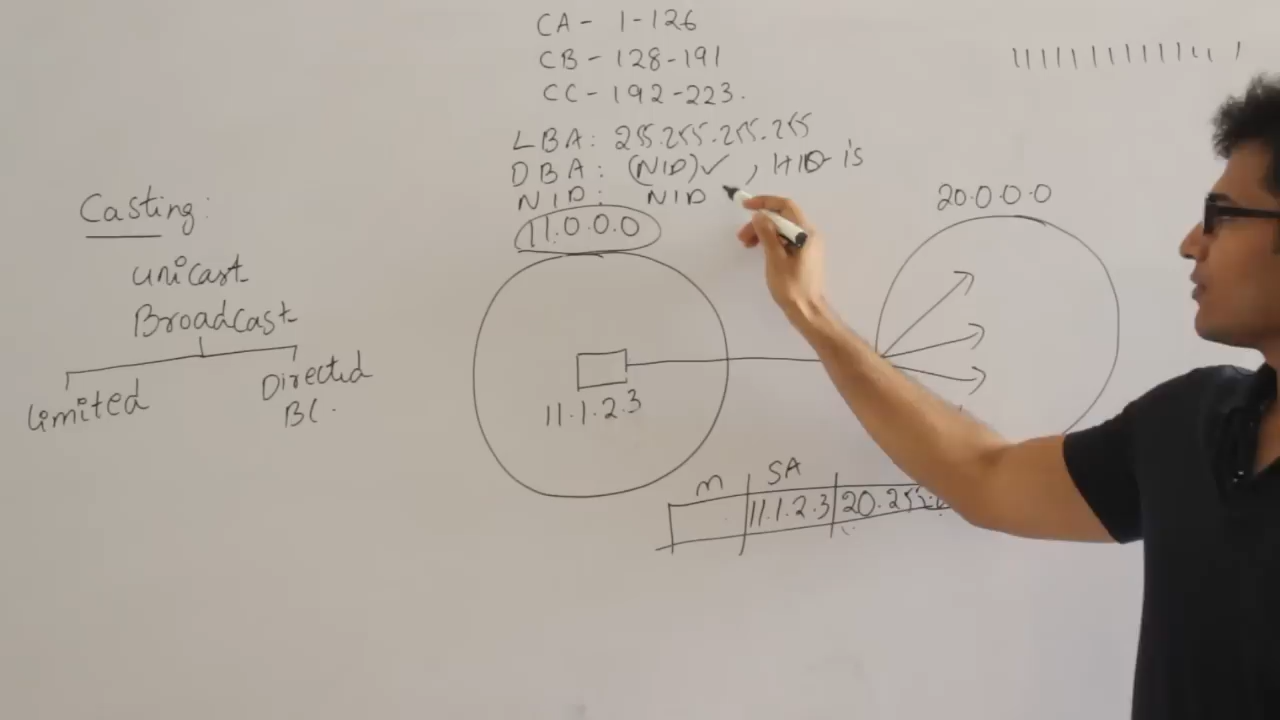 CA - 1-126
CB - 128-191
CC - 192-223.
LBA: 255.255.255.255
DBA: (NID)✓, HID is
NID: NID
11.0.0.0
20.0.0.0
Casting:
unicast
Broadcast
Limited
Directed
BC.
11.1.2.3
m SA
11.1.2.3 20.255.